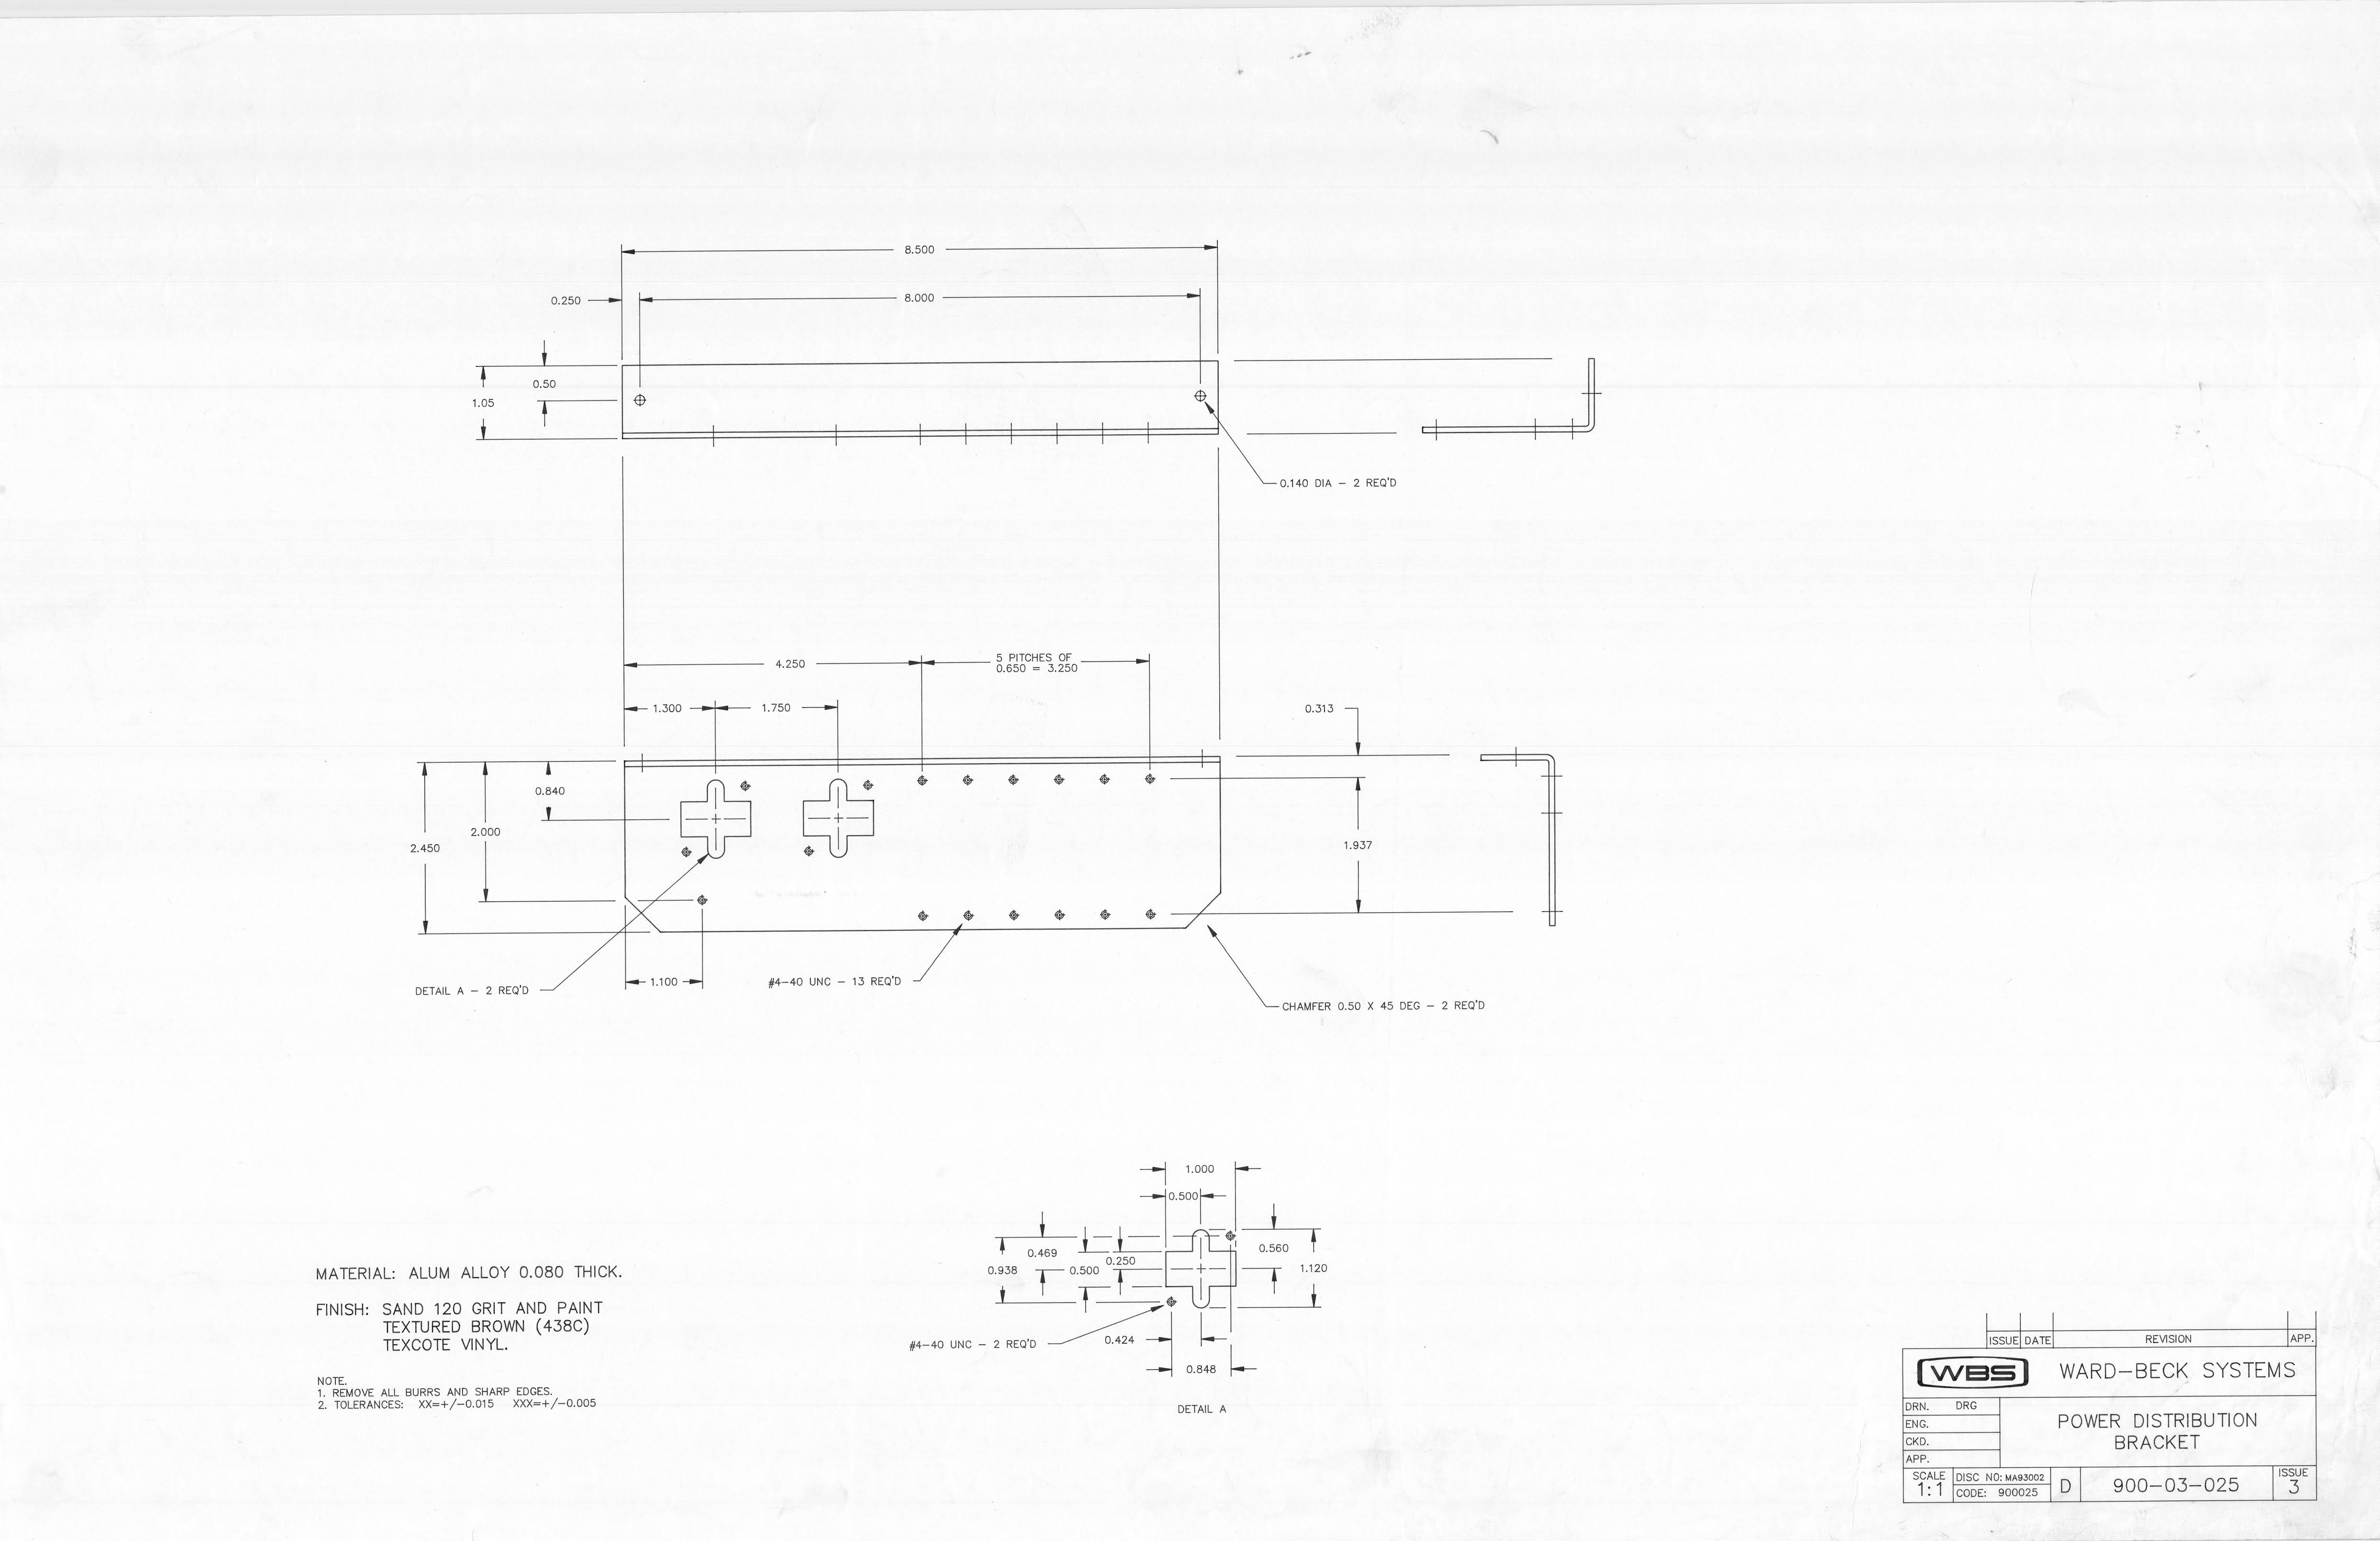 8.500
0.250
8.000
0.50
1.05
0.140 DIA - 2 REQ'D
4.250
5 PITCHES OF
0.650 = 3.250
1.300
1.750
0.313
0.840
2.000
2.450
1.937
1.100
#4-40 UNC - 13 REQ'D
DETAIL A - 2 REQ'D
CHAMFER 0.50 X 45 DEG - 2 REQ'D
1.000
0.500
0.469
0.560
0.250
0.938
0.500
1.120
#4-40 UNC - 2 REQ'D
0.424
0.848
DETAIL A
MATERIAL: ALUM ALLOY 0.080 THICK.
FINISH: SAND 120 GRIT AND PAINT
TEXTURED BROWN (438C)
TEXCOTE VINYL.
NOTE.
1. REMOVE ALL BURRS AND SHARP EDGES.
2. TOLERANCES: XX=+/-0.015 XXX=+/-0.005
ISSUE DATE REVISION APP.
WBS WARD-BECK SYSTEMS
DRN. DRG
ENG.
CKD.
APP.
POWER DISTRIBUTION
BRACKET
SCALE
1:1
DISC NO: MA93002
CODE: 900025
D
900-03-025
ISSUE
3